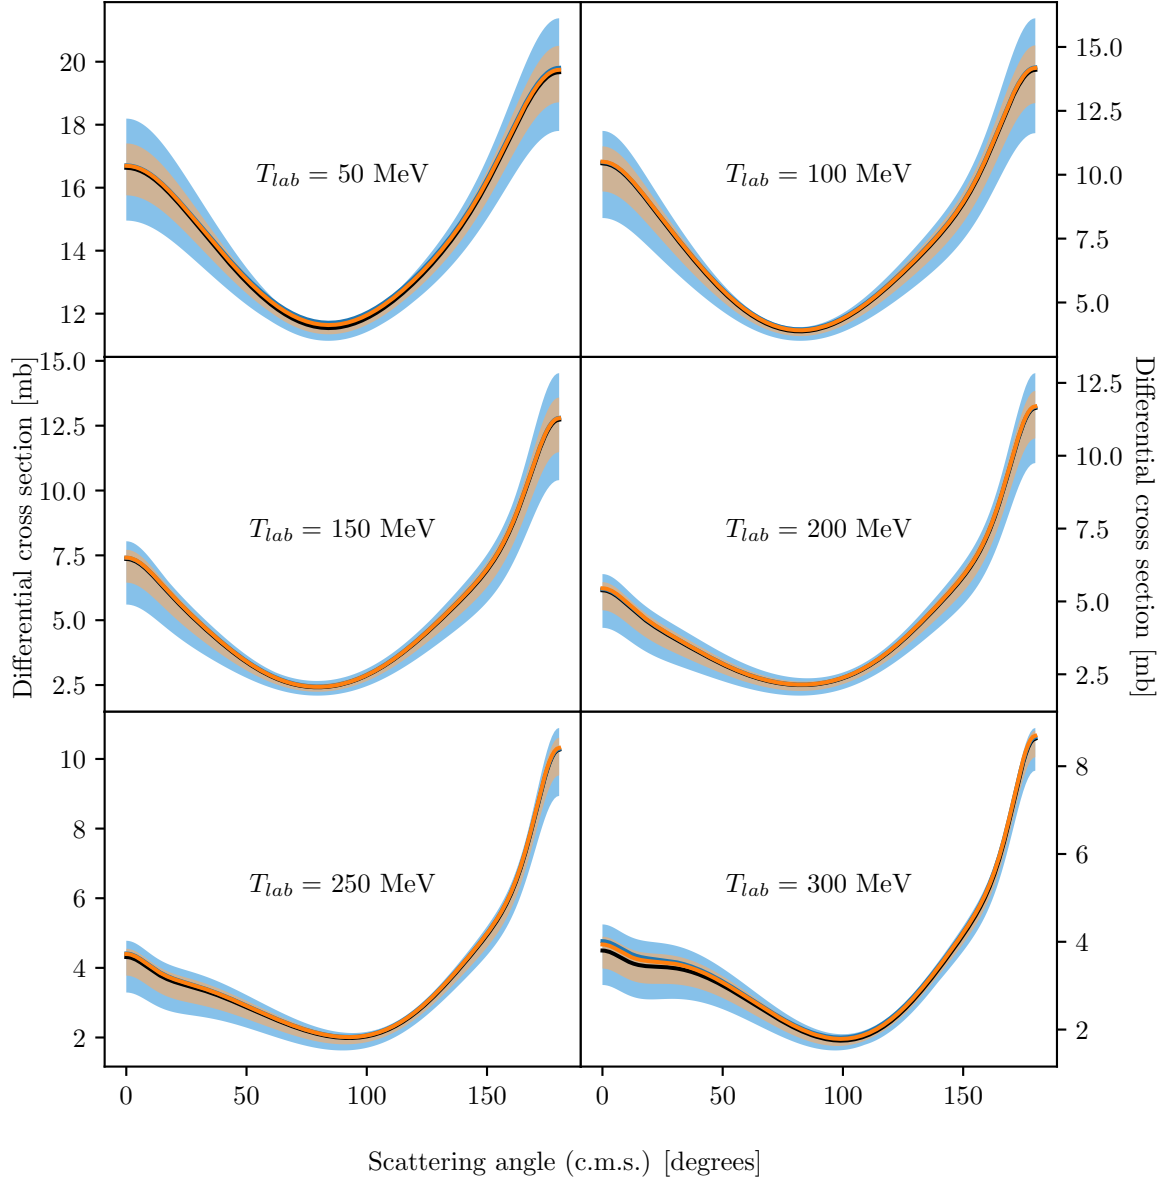 20
18
16
14
12
T_{lab} = 50 MeV
15.0
12.5
10.0
7.5
5.0
T_{lab} = 100 MeV
Differential cross section [mb]
15.0
12.5
10.0
7.5
5.0
2.5
T_{lab} = 150 MeV
12.5
10.0
7.5
5.0
2.5
T_{lab} = 200 MeV
Differential cross section [mb]
10
8
6
4
2
T_{lab} = 250 MeV
8
6
4
2
T_{lab} = 300 MeV
0 50 100 150
0 50 100 150
Scattering angle (c.m.s.) [degrees]